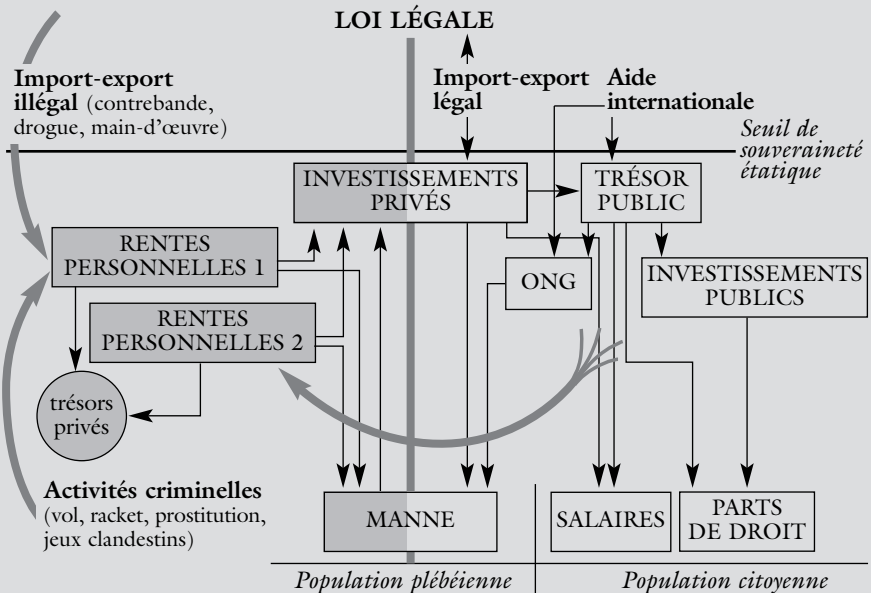 LOI LÉGALE
Import-export
illégal (contrebande,
drogue, main-d'œuvre)
Import-export
légal
Aide
internationale
Seuil de
souveraineté
étatique
INVESTISSEMENTS
PRIVÉS
TRÉSOR
PUBLIC
RENTES
PERSONNELLES 1
ONG
INVESTISSEMENTS
PUBLICS
RENTES
PERSONNELLES 2
trésors
privés
Activités criminelles
(vol, racket, prostitution,
jeux clandestins)
MANNE
SALAIRES
PARTS
DE DROIT
Population plébéienne
Population citoyenne